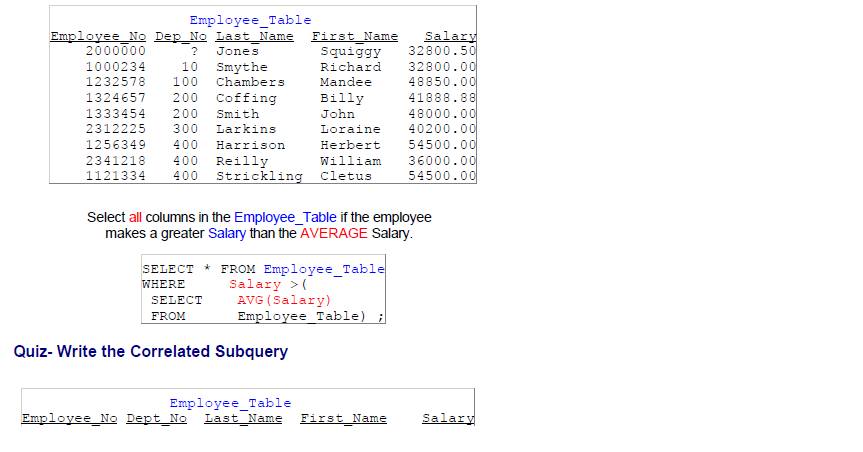 Employee_Table
Employee_No Dep_No Last_Name First_Name Salary
2000000 ? Jones Squiggy 32800.50
1000234 10 Smythe Richard 32800.00
1232578 100 Chambers Mandee 48850.00
1324657 200 Coffing Billy 41888.88
1333454 200 Smith John 48000.00
2312225 300 Larkins Loraine 40200.00
1256349 400 Harrison Herbert 54500.00
2341218 400 Reilly William 36000.00
1121334 400 Strickling Cletus 54500.00
Select all columns in the Employee_Table if the employee
makes a greater Salary than the AVERAGE Salary.
SELECT * FROM Employee_Table
WHERE Salary >(
SELECT AVG(Salary)
FROM Employee_Table) ;
Quiz- Write the Correlated Subquery
Employee_Table
Employee_No Dept_No Last_Name First_Name Salary